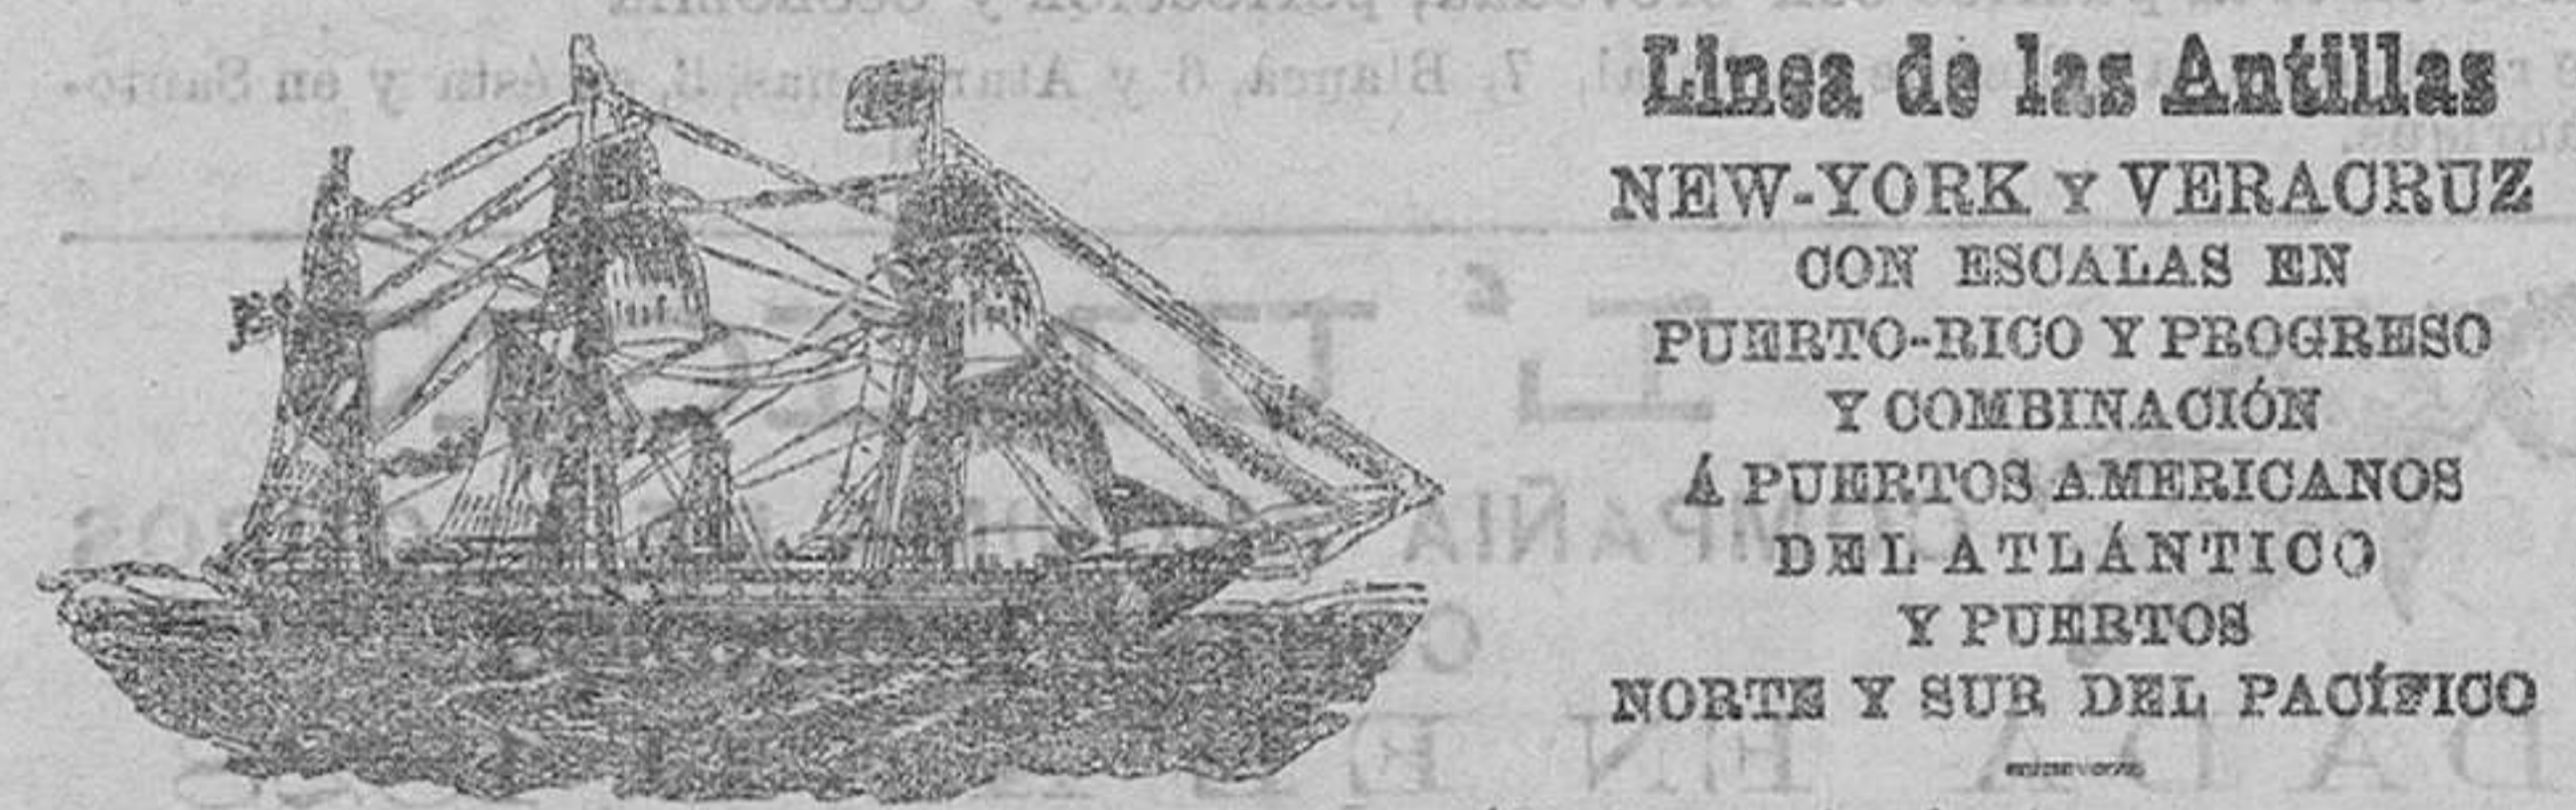 Linea de las Antillas
NEW-YORK Y VERACRUZ
CON ESCALAS EN
PUERTO-RICO Y PROGRESO
Y COMBINACIÓN
Á PUERTOS AMERICANOS
DEL ATLÁNTICO
Y PUERTOS
NORTE Y SUR DEL PACÍFICO